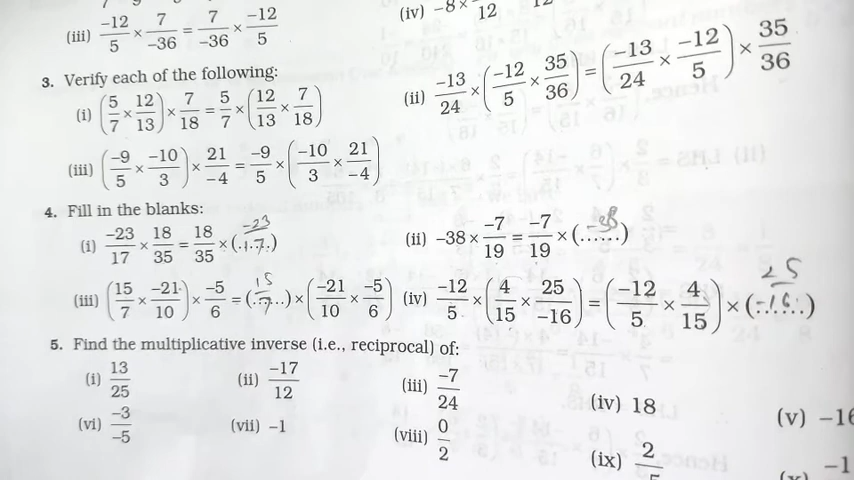 (iii) -12/5 × 7/-36 = 7/-36 × -12/5
(iv) -8 × /12
3. Verify each of the following:
(i) (5/7 × 12/13) × 7/18 = 5/7 × (12/13 × 7/18)
(ii) -13/24 × (-12/5 × 35/36) = (-13/24 × -12/5) × 35/36
(iii) (-9/5 × -10/3) × 21/-4 = -9/5 × (-10/3 × 21/-4)
4. Fill in the blanks:
(i) -23/17 × 18/35 = 18/35 × (-23/17)
(ii) -38 × -7/19 = -7/19 × (-38)
(iii) (15/7 × -21/10) × -5/6 = (15/7) × (-21/10 × -5/6)
(iv) -12/5 × (4/15 × 25/-16) = (-12/5 × 4/15) × (25/-16)
5. Find the multiplicative inverse (i.e., reciprocal) of:
(i) 13/25
(ii) -17/12
(iii) -7/24
(iv) 18
(v) -16
(vi) -3/-5
(vii) -1
(viii) 0/2
(ix) 2/-5
(x) -1